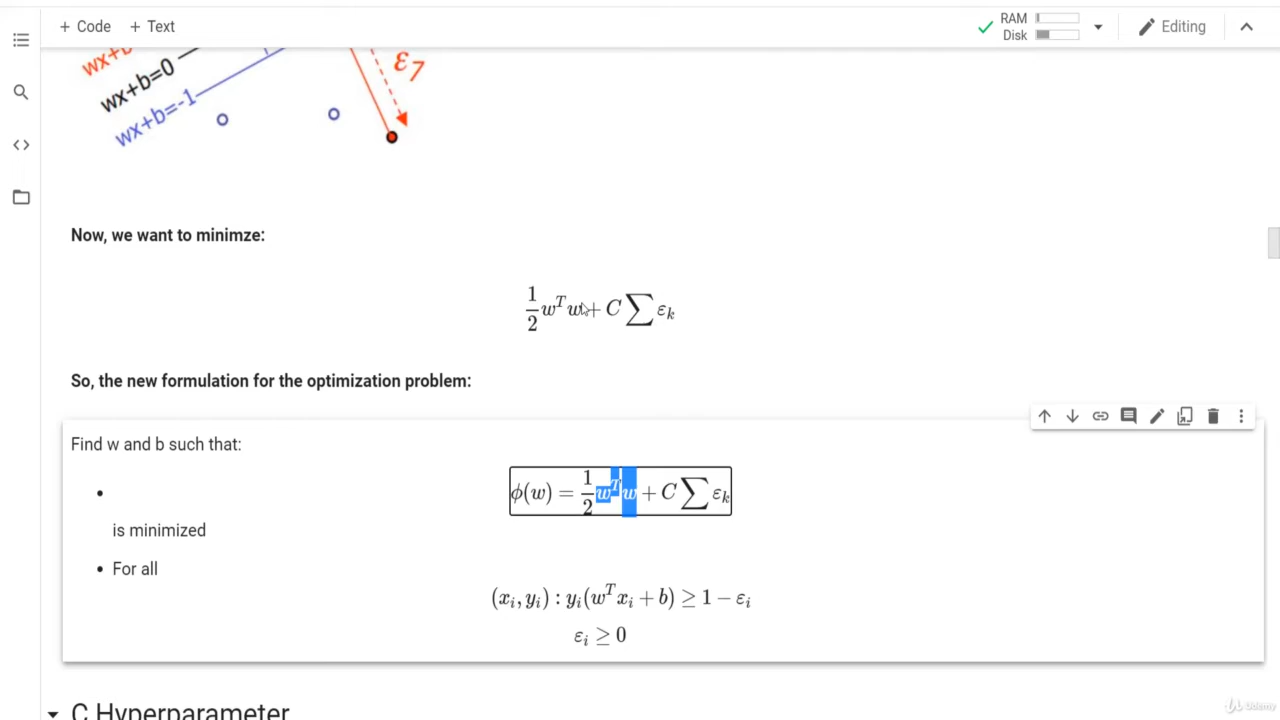 + Code + Text
RAM
Disk
Editing
wx+b
ε7
wx+b=0
wx+b=-1
Now, we want to minimze:
1/2 w^T w + C ∑ ε_k
So, the new formulation for the optimization problem:
Find w and b such that:
• ϕ(w) = 1/2 w^T w + C ∑ ε_k
is minimized
• For all
(x_i, y_i) : y_i(w^T x_i + b) ≥ 1 − ε_i
ε_i ≥ 0
C Hyperparameter
Udemy